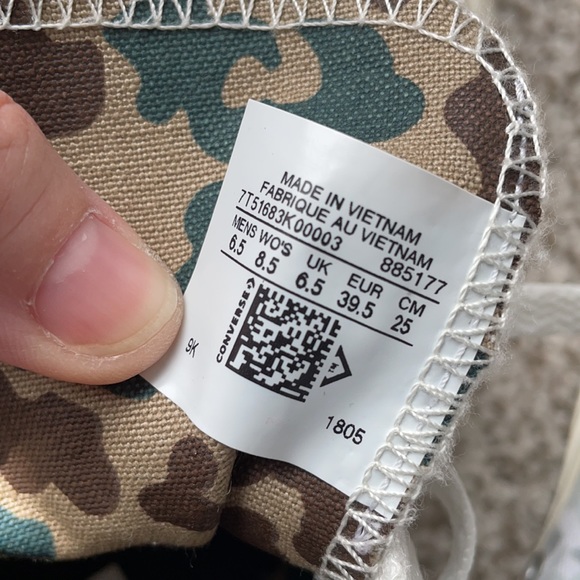 MADE IN VIETNAM
FABRIQUE AU VIETNAM
7T51683K00003 885177
MENS WO'S UK EUR CM
6.5 8.5 6.5 39.5 25
CONVERSE
9K
1805